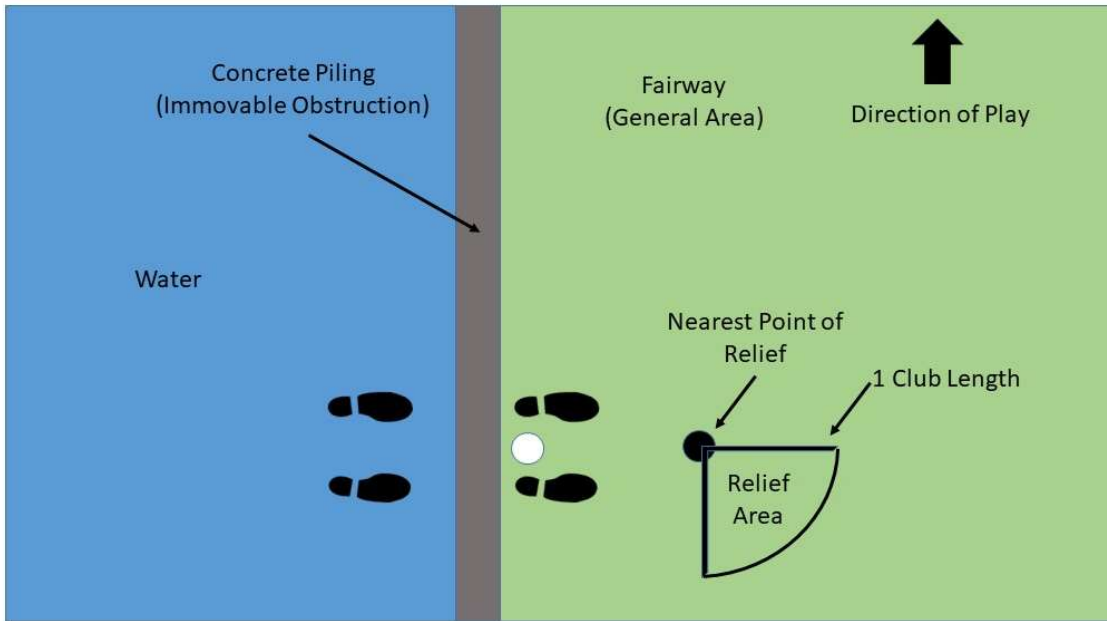 Concrete Piling
(Immovable Obstruction)
Fairway
(General Area)
Direction of Play
Water
Nearest Point of
Relief
1 Club Length
Relief
Area